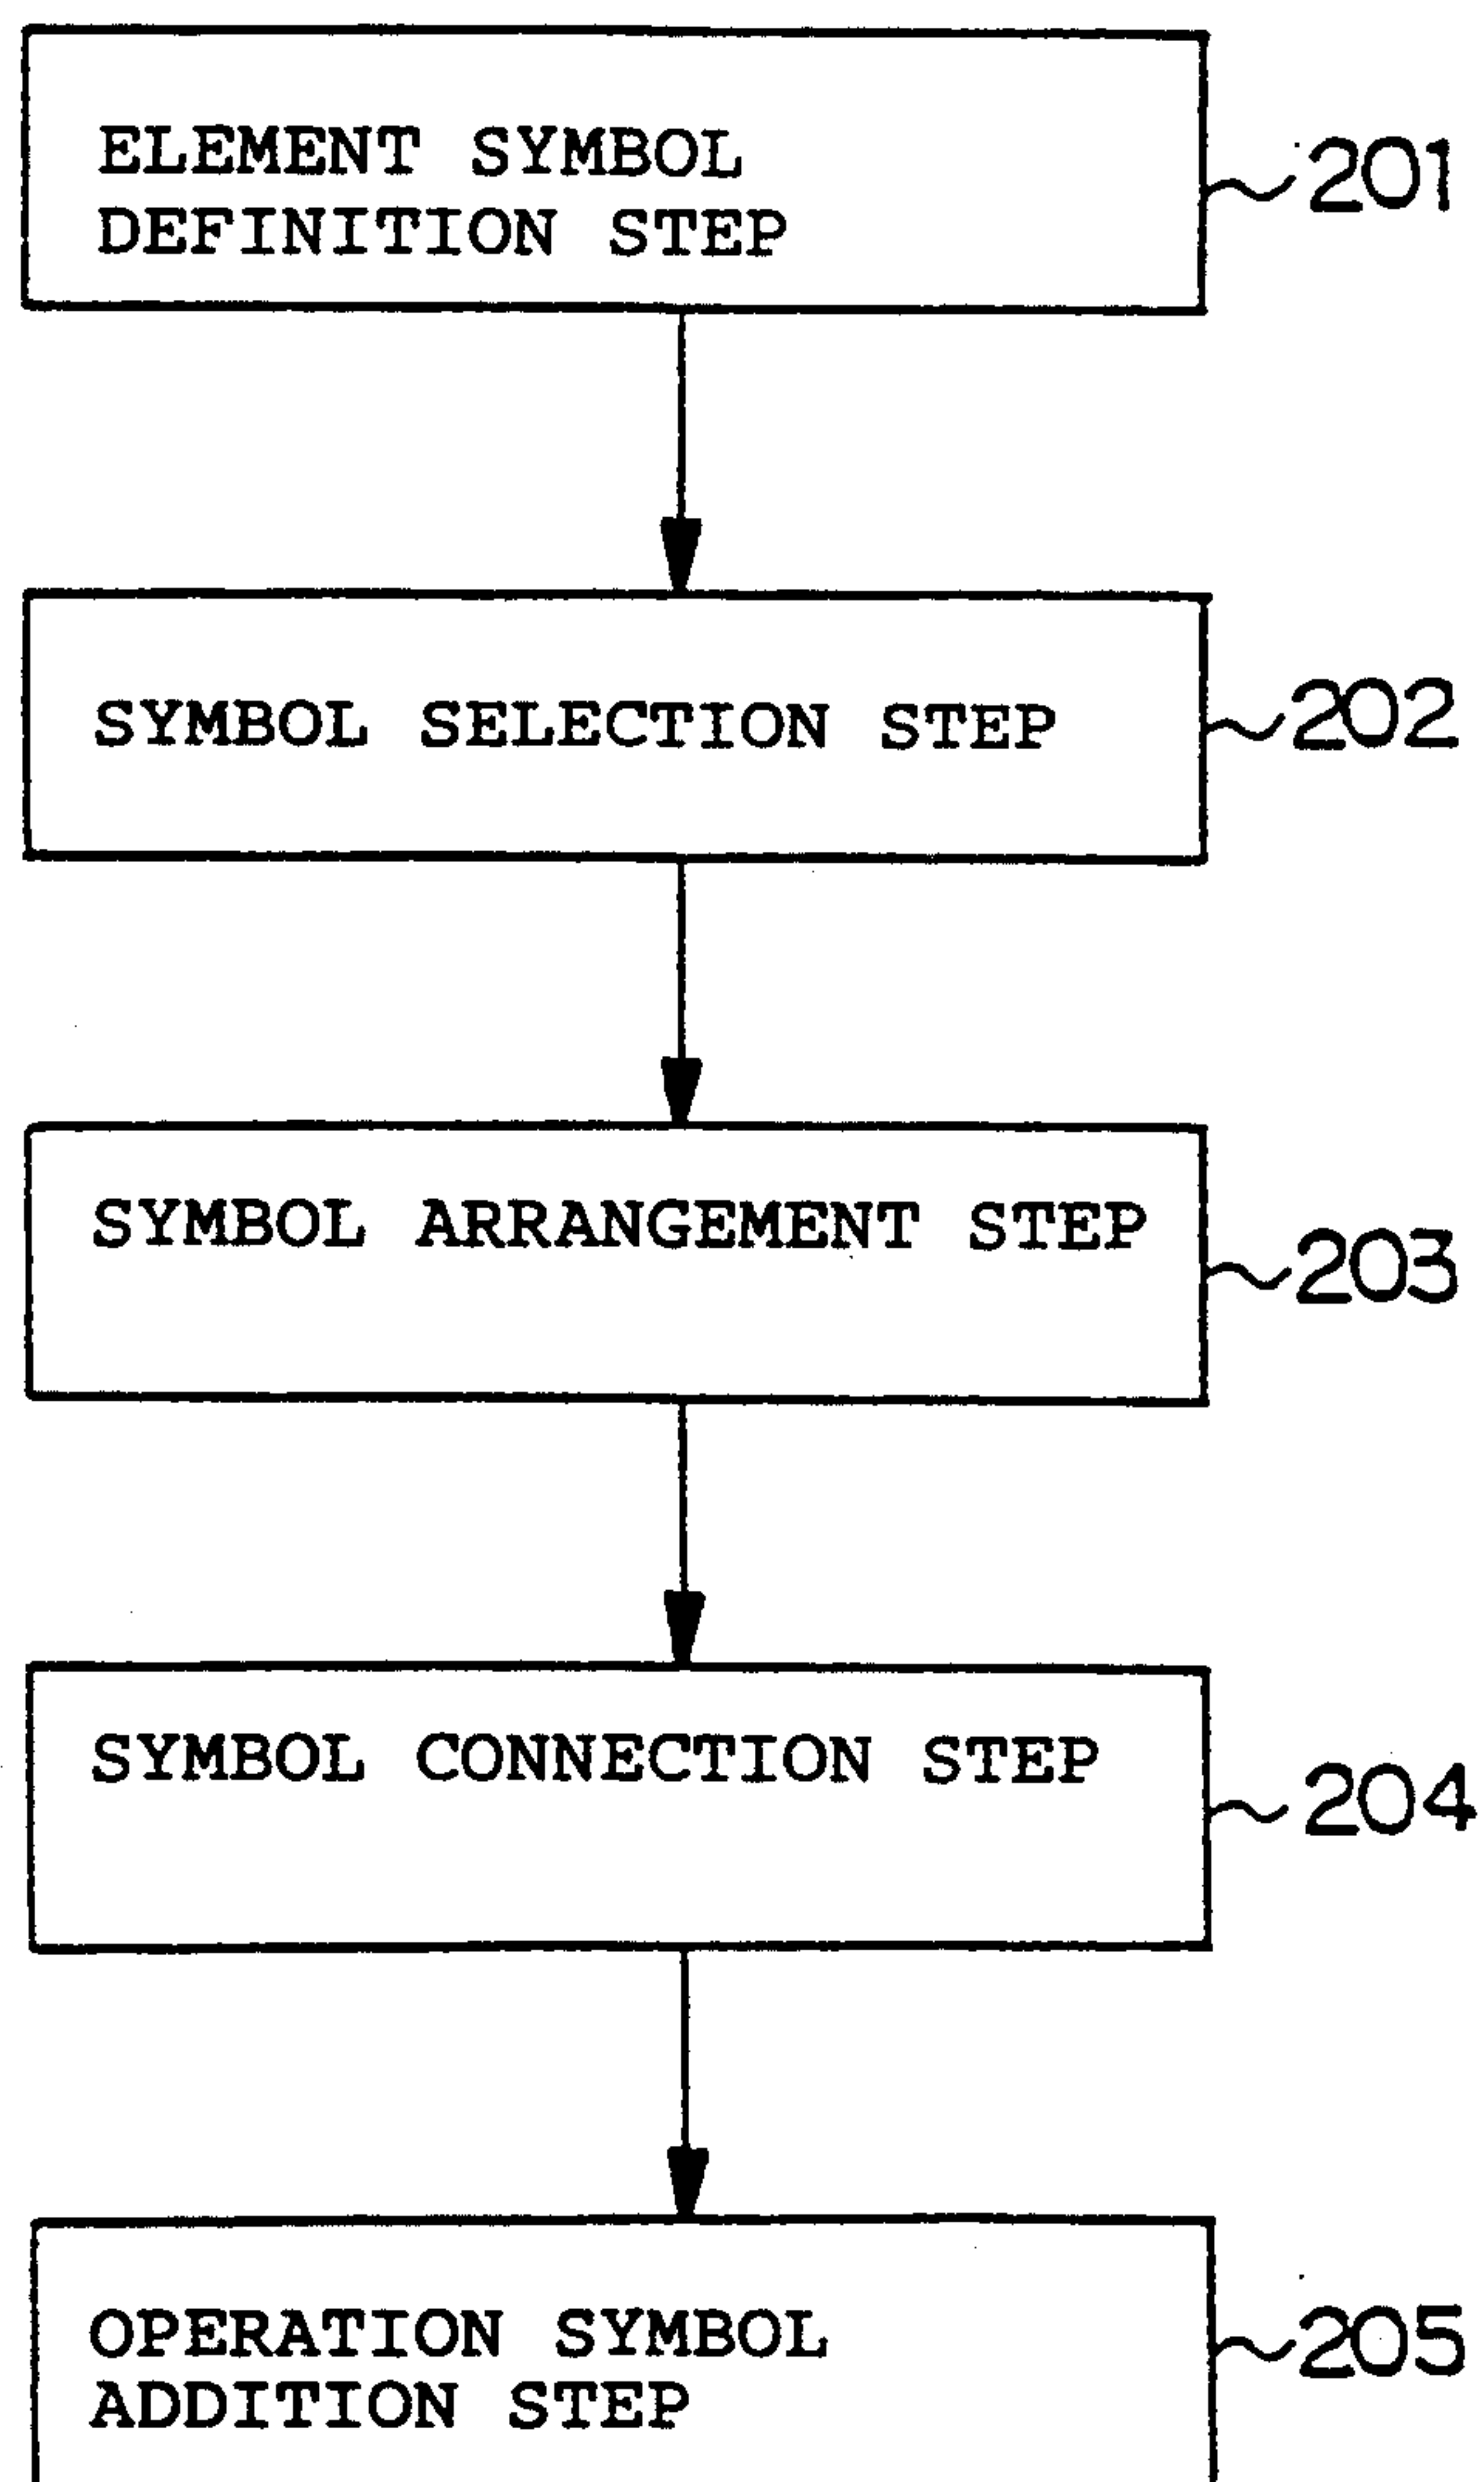 ELEMENT SYMBOL
DEFINITION STEP
201
SYMBOL SELECTION STEP
202
SYMBOL ARRANGEMENT STEP
203
SYMBOL CONNECTION STEP
204
OPERATION SYMBOL
ADDITION STEP
205